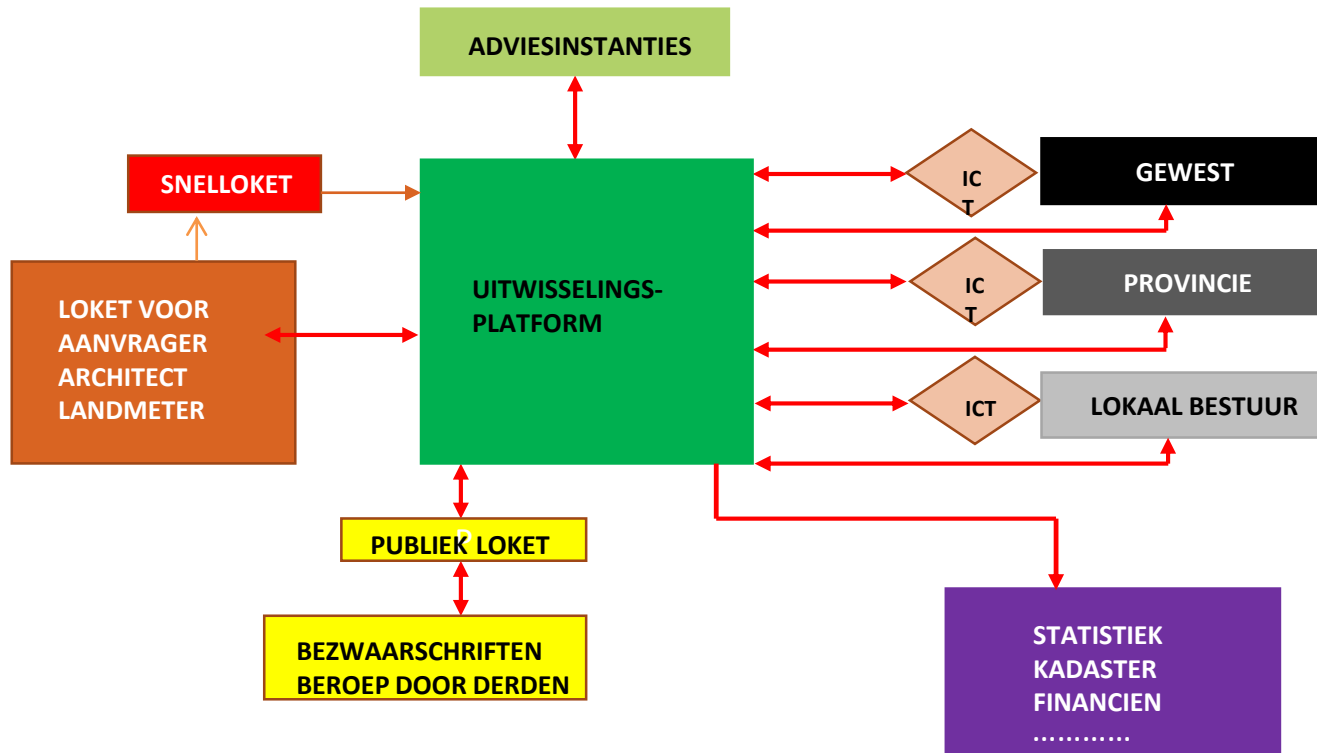 ADVIESINSTANTIES
SNELLOKET
LOKET VOOR
AANVRAGER
ARCHITECT
LANDMETER
UITWISSELINGS-
PLATFORM
IC
T
GEWEST
IC
T
PROVINCIE
ICT
LOKAAL BESTUUR
P
PUBLIEK LOKET
BEZWAARSCHRIFTEN
BEROEP DOOR DERDEN
STATISTIEK
KADASTER
FINANCIEN
…………